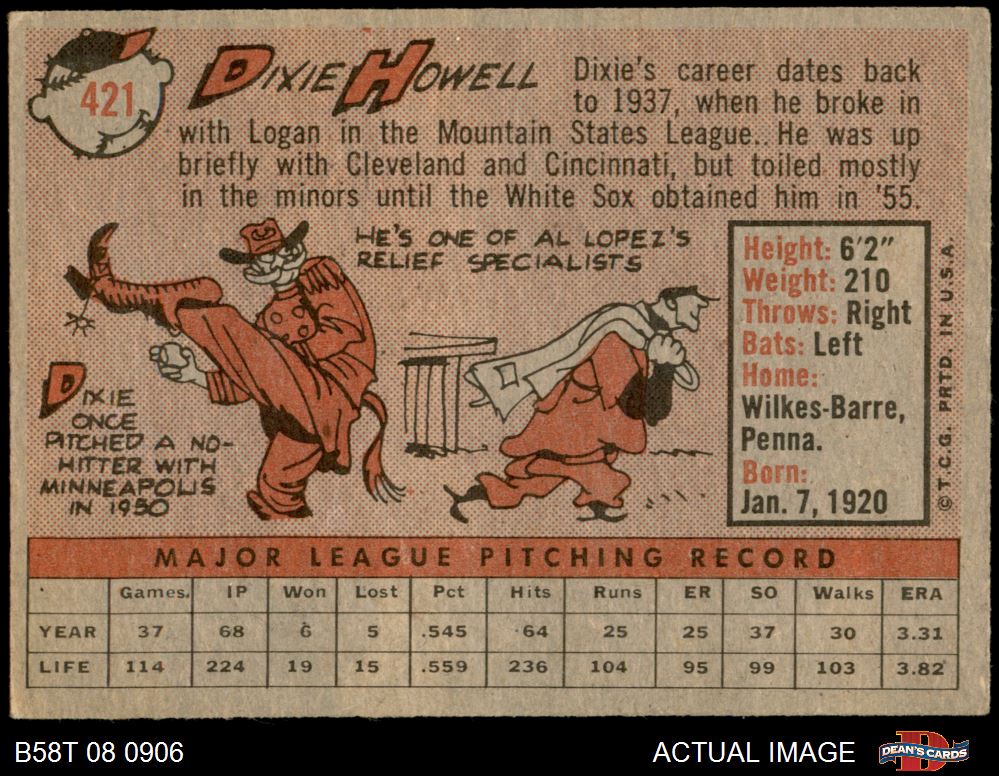 421
DIXIE HOWELL
Dixie's career dates back
to 1937, when he broke in
with Logan in the Mountain States League.. He was up
briefly with Cleveland and Cincinnati, but toiled mostly
in the minors until the White Sox obtained him in '55.
HE'S ONE OF AL LOPEZ'S
RELIEF SPECIALISTS
C
DIXIE
ONCE
PITCHED A NO-
HITTER WITH
MINNEAPOLIS
IN 1950
Height: 6'2"
Weight: 210
Throws: Right
Bats: Left
Home:
Wilkes-Barre,
Penna.
Born:
Jan. 7, 1920
© T.C.G. PRTD. IN U.S.A.
MAJOR LEAGUE PITCHING RECORD
Games. IP Won Lost Pct Hits Runs ER SO Walks ERA
YEAR 37 68 6 5 .545 64 25 25 37 30 3.31
LIFE 114 224 19 15 .559 236 104 95 99 103 3.82
B58T 08 0906
ACTUAL IMAGE
D
DEAN'S CARDS